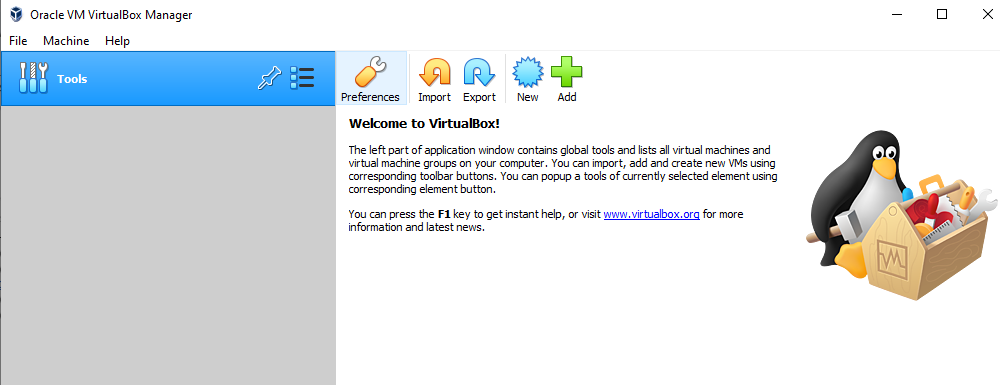 Oracle VM VirtualBox Manager
File Machine Help
Tools
Preferences Import Export New Add
Welcome to VirtualBox!
The left part of application window contains global tools and lists all virtual machines and
virtual machine groups on your computer. You can import, add and create new VMs using
corresponding toolbar buttons. You can popup a tools of currently selected element using
corresponding element button.
You can press the F1 key to get instant help, or visit www.virtualbox.org for more
information and latest news.